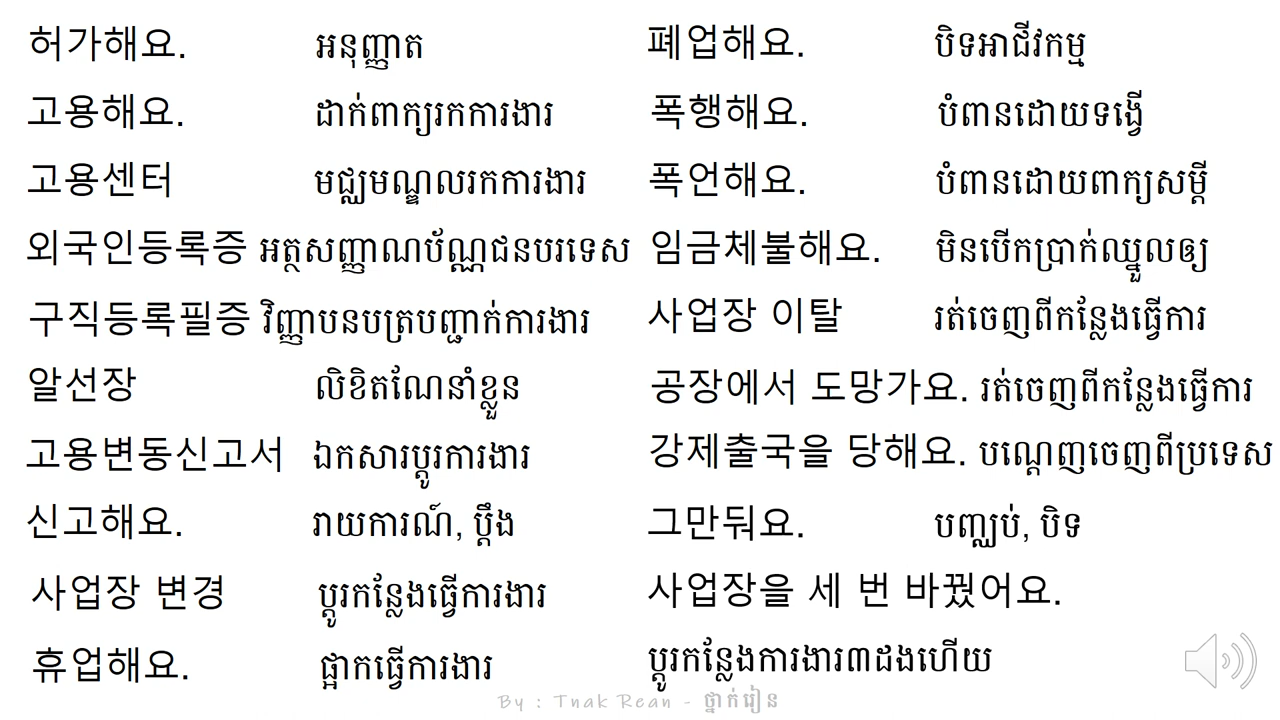 허가해요. អនុញ្ញាត
고용해요. ដាក់ពាក្យរកការងារ
고용센터 មជ្ឈមណ្ឌលរកការងារ
외국인등록증 អត្ថសញ្ញាណប័ណ្ណជនបរទេស
구직등록필증 វិញ្ញាបនបត្របញ្ជាក់ការងារ
알선장 លិខិតណែនាំខ្លួន
고용변동신고서 ឯកសារប្តូរការងារ
신고해요. រាយការណ៍, ប្តឹង
사업장 변경 ប្តូរកន្លែងធ្វើការងារ
휴업해요. ផ្អាកធ្វើការងារ
폐업해요. បិទអាជីវកម្ម
폭행해요. បំពានដោយទង្វើ
폭언해요. បំពានដោយពាក្យសម្តី
임금체불해요. មិនបើកប្រាក់ឈ្នួលឲ្យ
사업장 이탈 រត់ចេញពីកន្លែងធ្វើការ
공장에서 도망가요. រត់ចេញពីកន្លែងធ្វើការ
강제출국을 당해요. បណ្តេញចេញពីប្រទេស
그만둬요. បញ្ឈប់, បិទ
사업장을 세 번 바꿨어요.
ប្តូរកន្លែងការងារ៣ដងហើយ
By : Tnak Rean - ថ្នាក់រៀន